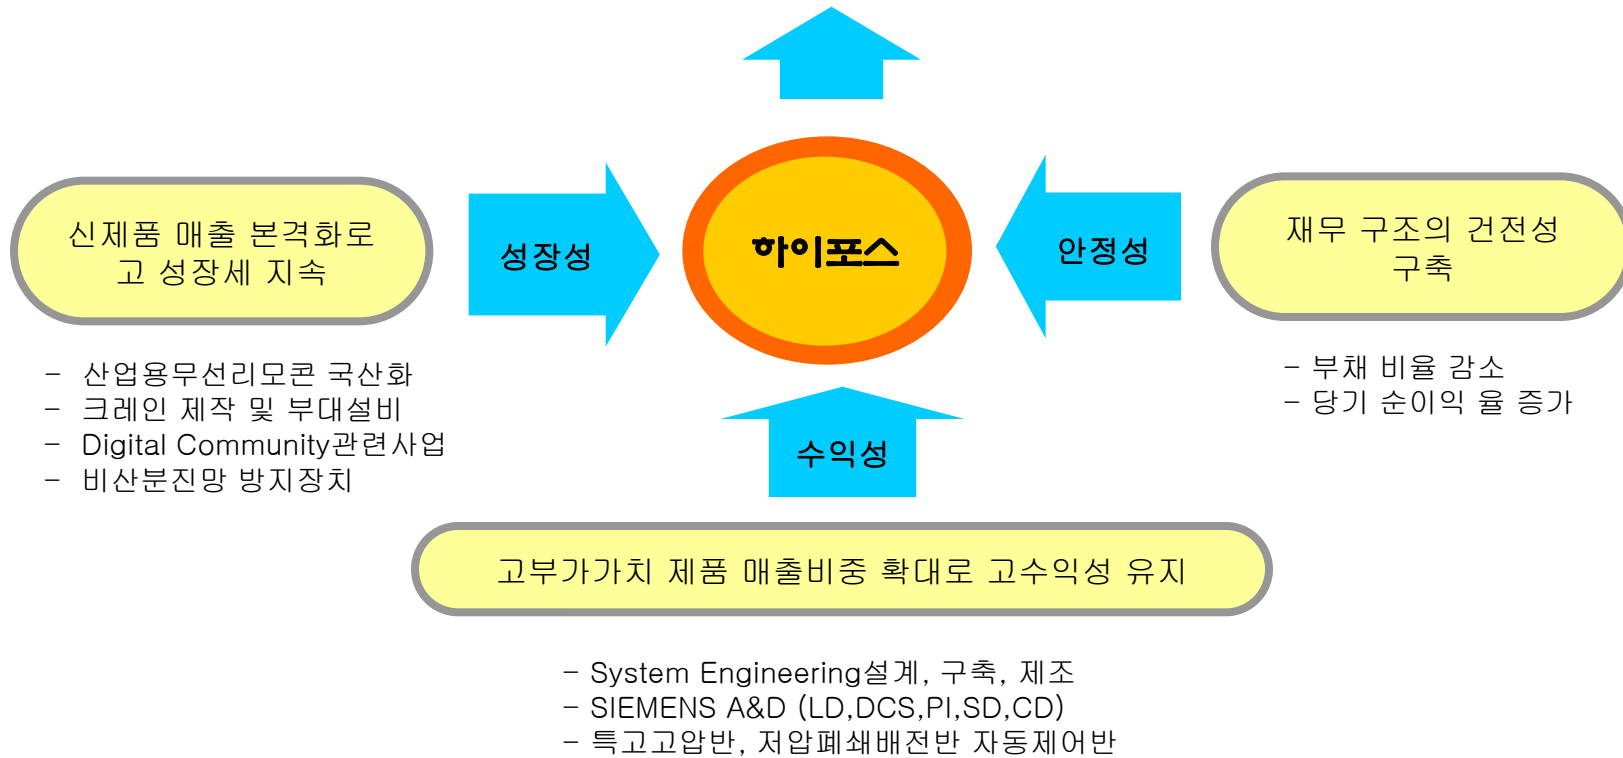 신제품 매출 본격화로
고 성장세 지속
성장성
하이포스
안정성
재무 구조의 건전성
구축
- 산업용무선리모콘 국산화
- 크레인 제작 및 부대설비
- Digital Community관련사업
- 비산분진망 방지장치
- 부채 비율 감소
- 당기 순이익 율 증가
수익성
고부가가치 제품 매출비중 확대로 고수익성 유지
- System Engineering설계, 구축, 제조
- SIEMENS A&D (LD,DCS,PI,SD,CD)
- 특고고압반, 저압폐쇄배전반 자동제어반